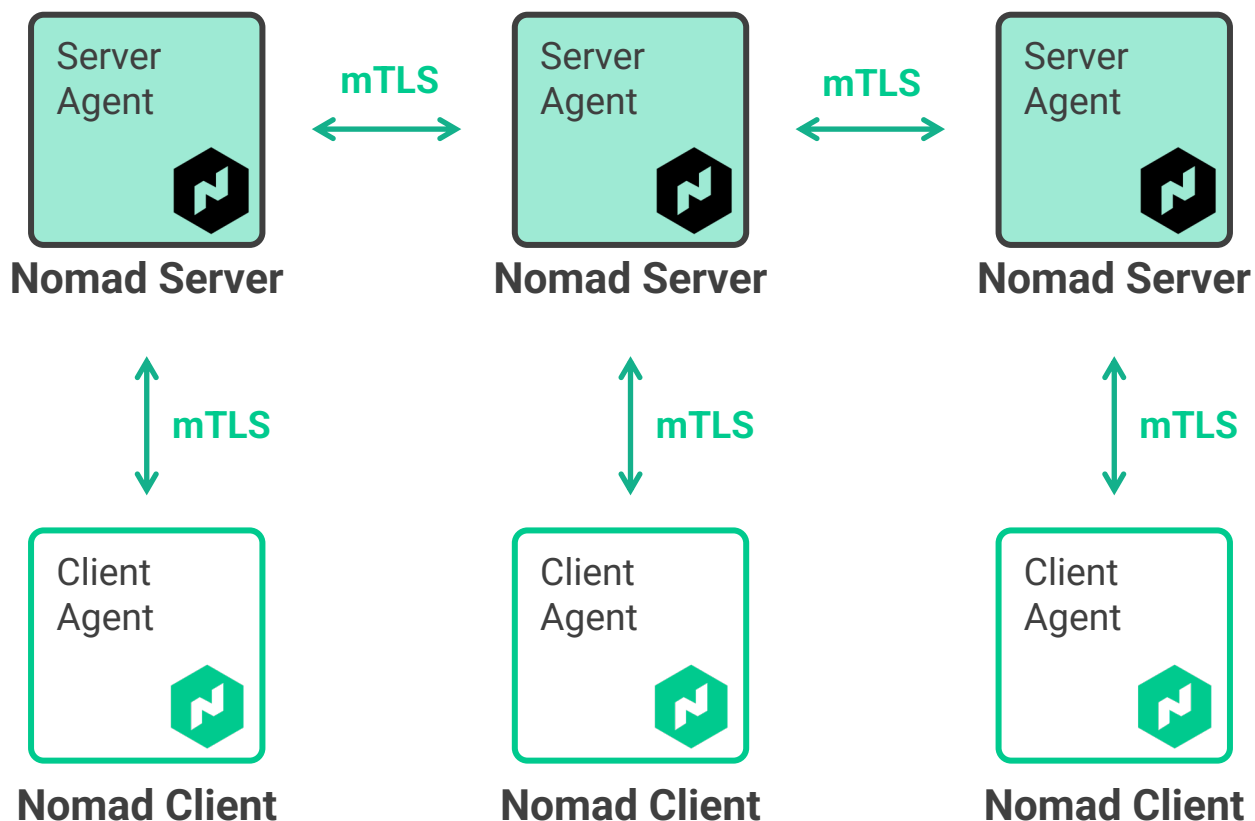 Server
Agent
mTLS
Server
Agent
mTLS
Server
Agent
Nomad Server
Nomad Server
Nomad Server
mTLS
mTLS
mTLS
Client
Agent
Client
Agent
Client
Agent
Nomad Client
Nomad Client
Nomad Client